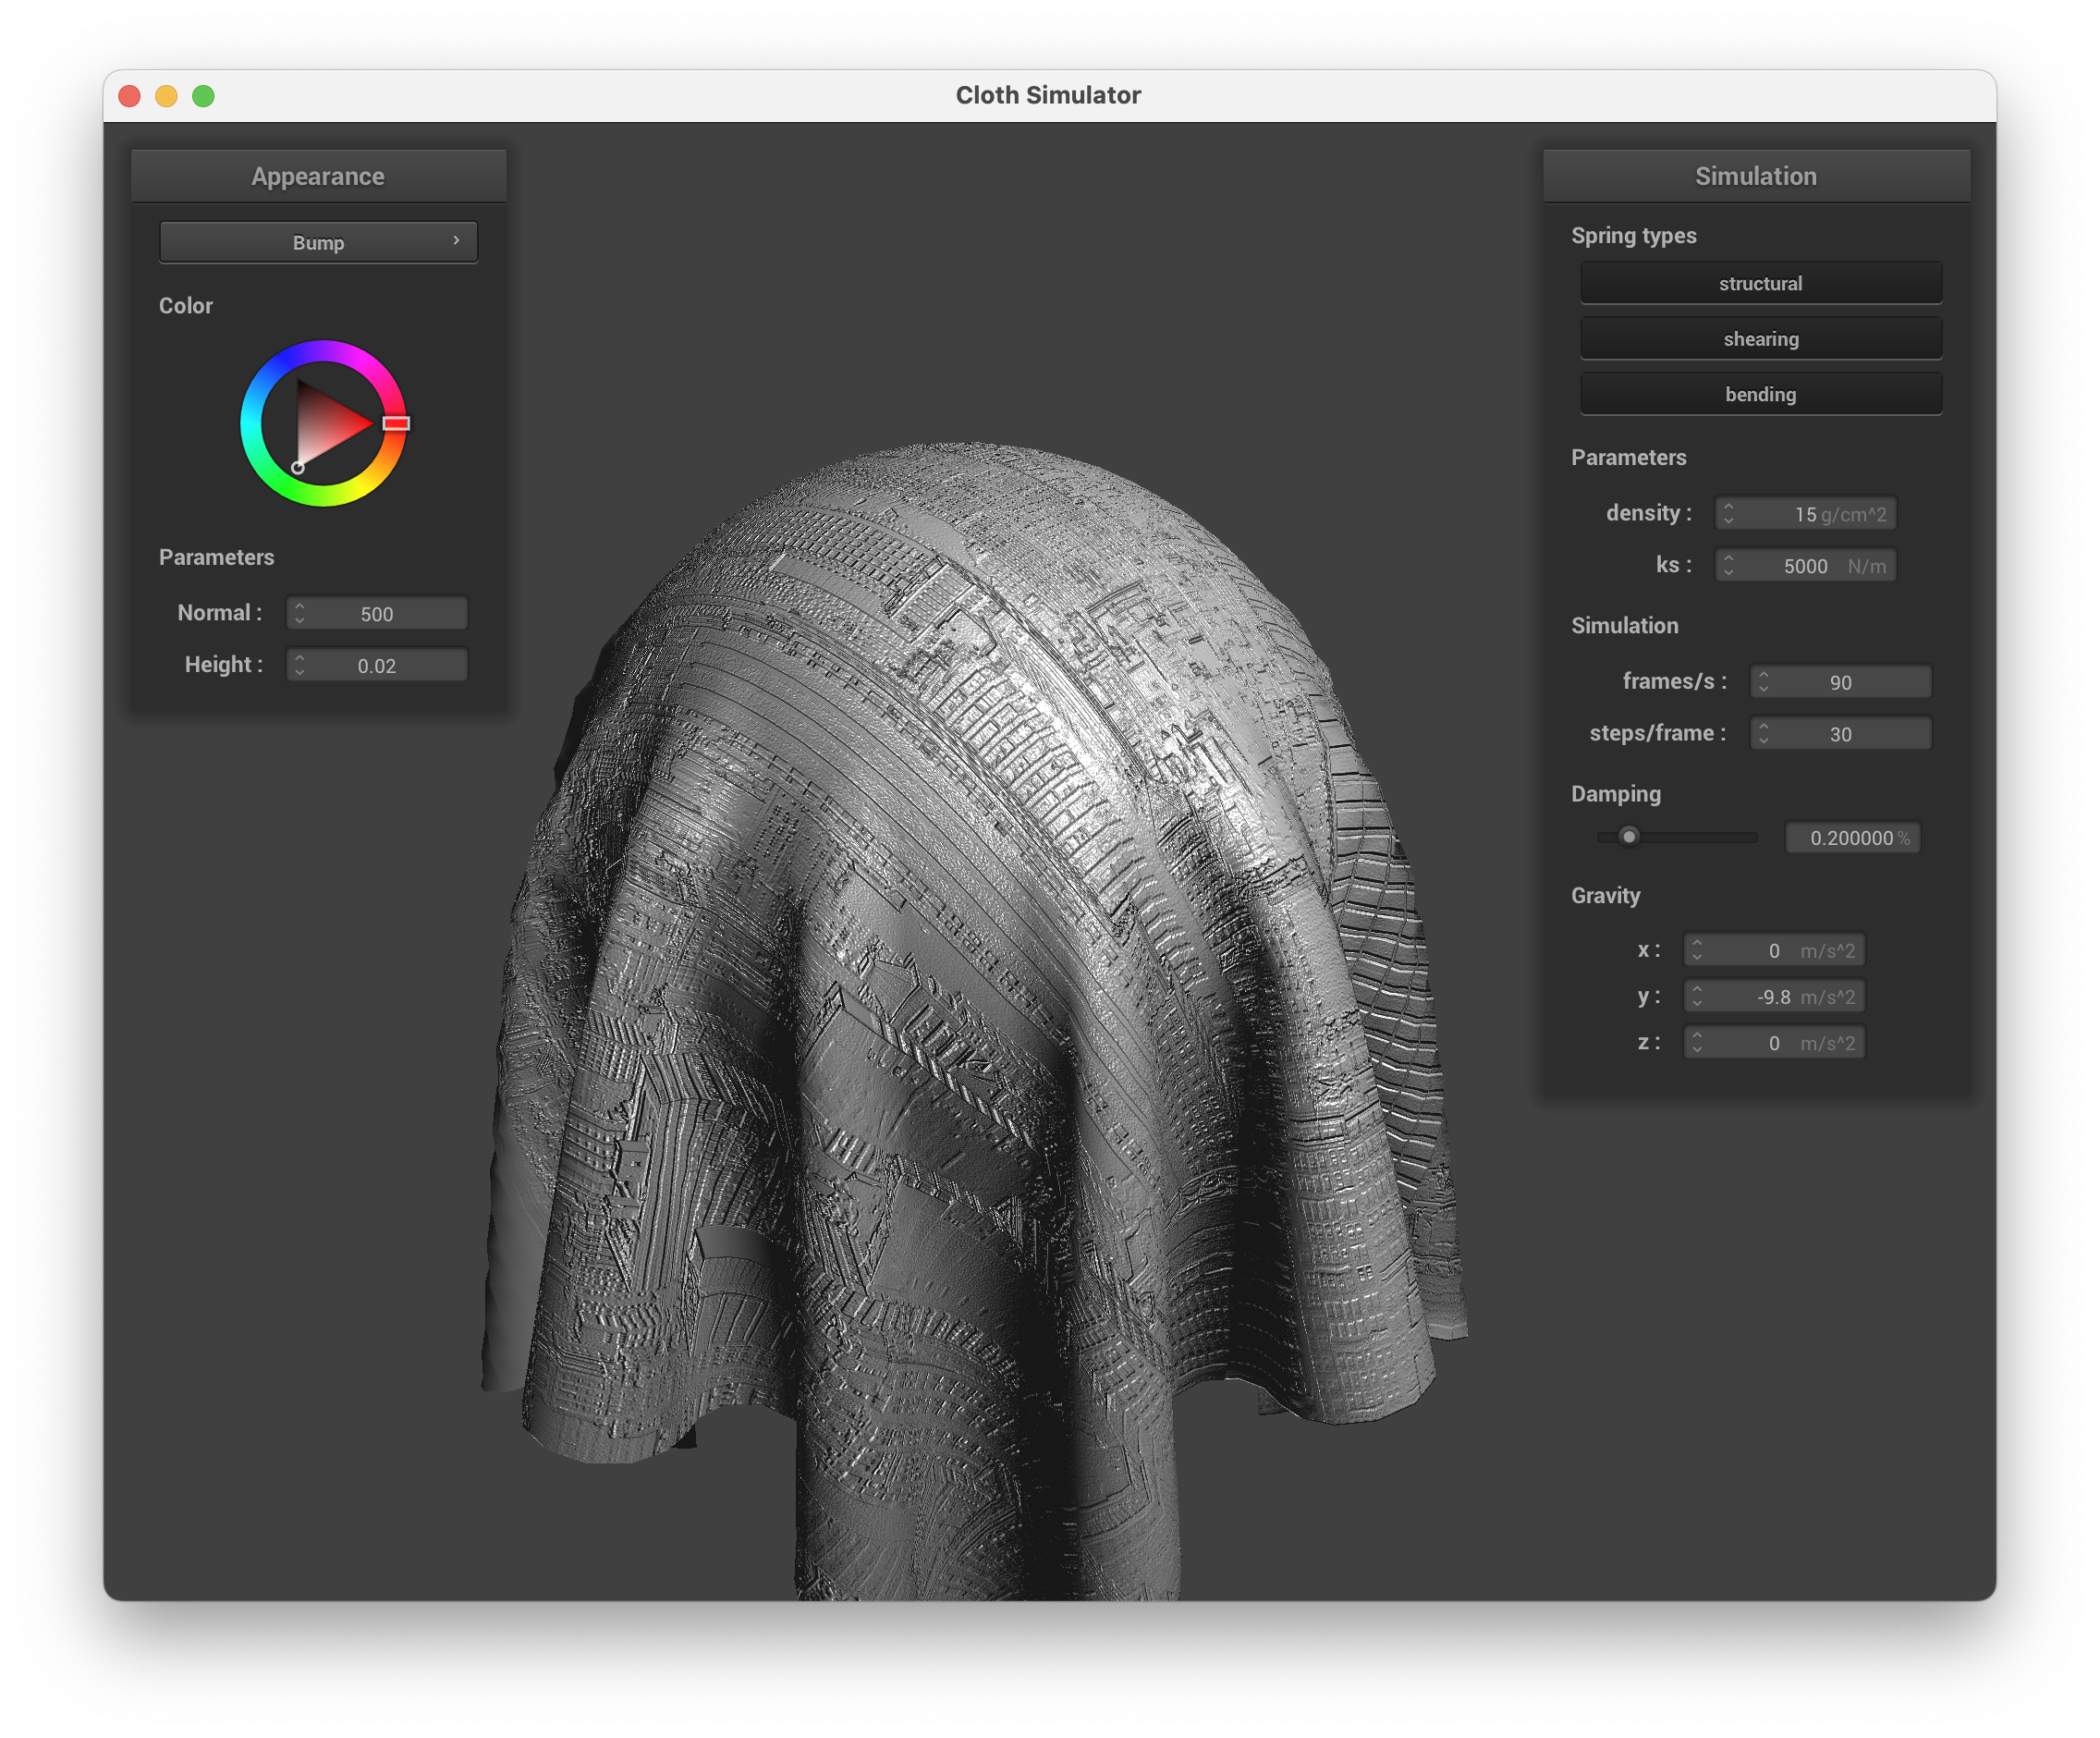 Cloth Simulator
Appearance
Bump
Color
Parameters
Normal : 500
Height : 0.02
Simulation
Spring types
structural
shearing
bending
Parameters
density : 15 g/cm^2
ks : 5000 N/m
Simulation
frames/s : 90
steps/frame : 30
Damping
0.200000 %
Gravity
x : 0 m/s^2
y : -9.8 m/s^2
z : 0 m/s^2